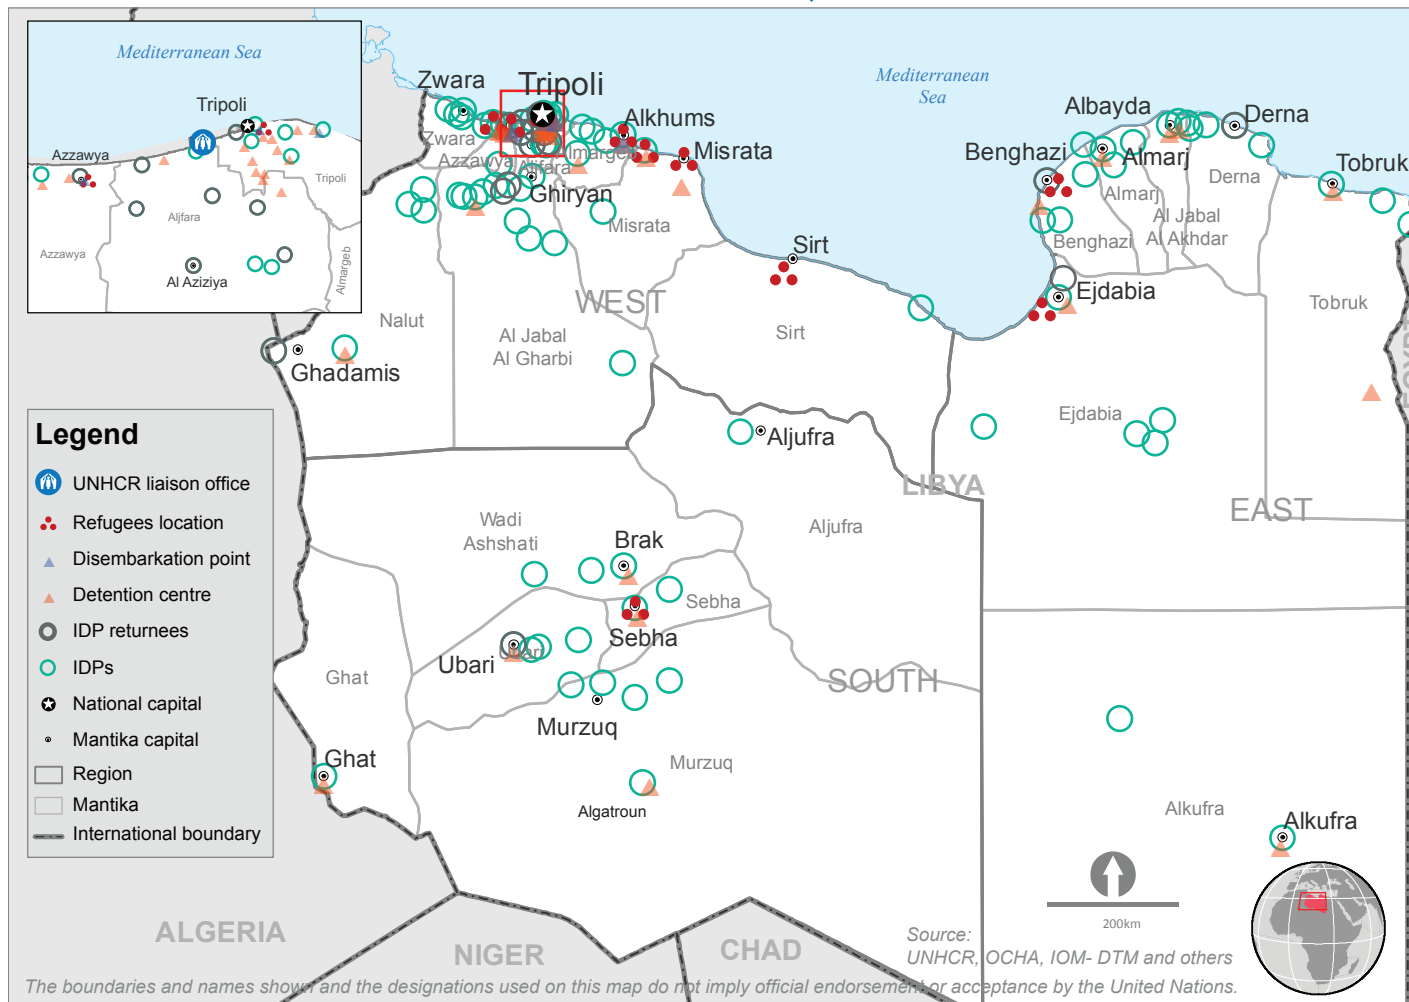 Mediterranean Sea
Tripoli
Azzawya
Tripoli
Aljfara
Azzawya
Al Aziziya
Almargeb
Mediterranean
Sea
Zwara
Tripoli
Alkhums
Misrata
Zwara
Azzawya
Aljfara
Almargeb
Ghiryan
Misrata
Sirt
WEST
Nalut
Al Jabal
Al Gharbi
Sirt
Ghadamis
Albayda
Derna
Benghazi
Almarj
Tobruk
Almarj
Derna
Al Jabal
Al Akhdar
Benghazi
Ejdabia
Tobruk
EGYPT
Ejdabia
Aljufra
LIBYA
EAST
Wadi
Ashshati
Brak
Aljufra
Sebha
Sebha
Ubari
Ubari
SOUTH
Ghat
Murzuq
Ghat
Murzuq
Algatroun
Alkufra
Alkufra
Legend
UNHCR liaison office
Refugees location
Disembarkation point
Detention centre
IDP returnees
IDPs
National capital
Mantika capital
Region
Mantika
International boundary
ALGERIA
NIGER
CHAD
200km
Source:
UNHCR, OCHA, IOM- DTM and others
The boundaries and names shown and the designations used on this map do not imply official endorsement or acceptance by the United Nations.